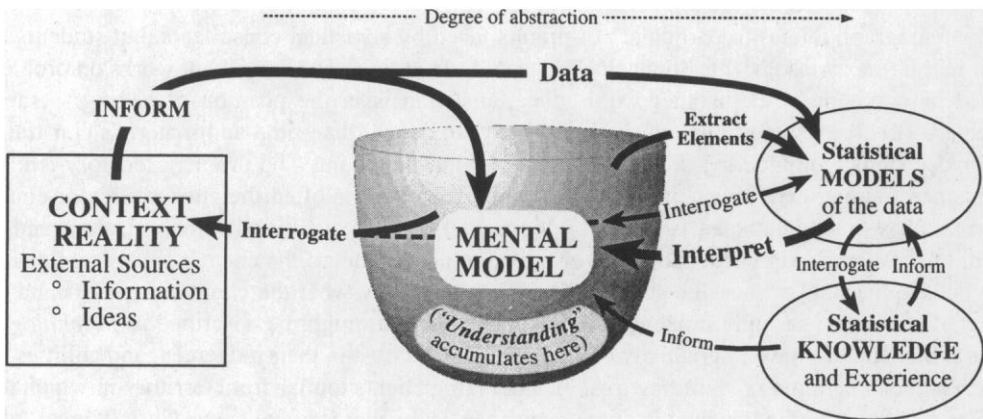 Degree of abstraction
Data
INFORM
Extract
Elements
Statistical
MODELS
of the data
CONTEXT
REALITY
External Sources
° Information
° Ideas
Interrogate
MENTAL
MODEL
Interrogate
Interpret
Interrogate
Inform
("Understanding"
accumulates here)
Inform
Statistical
KNOWLEDGE
and Experience